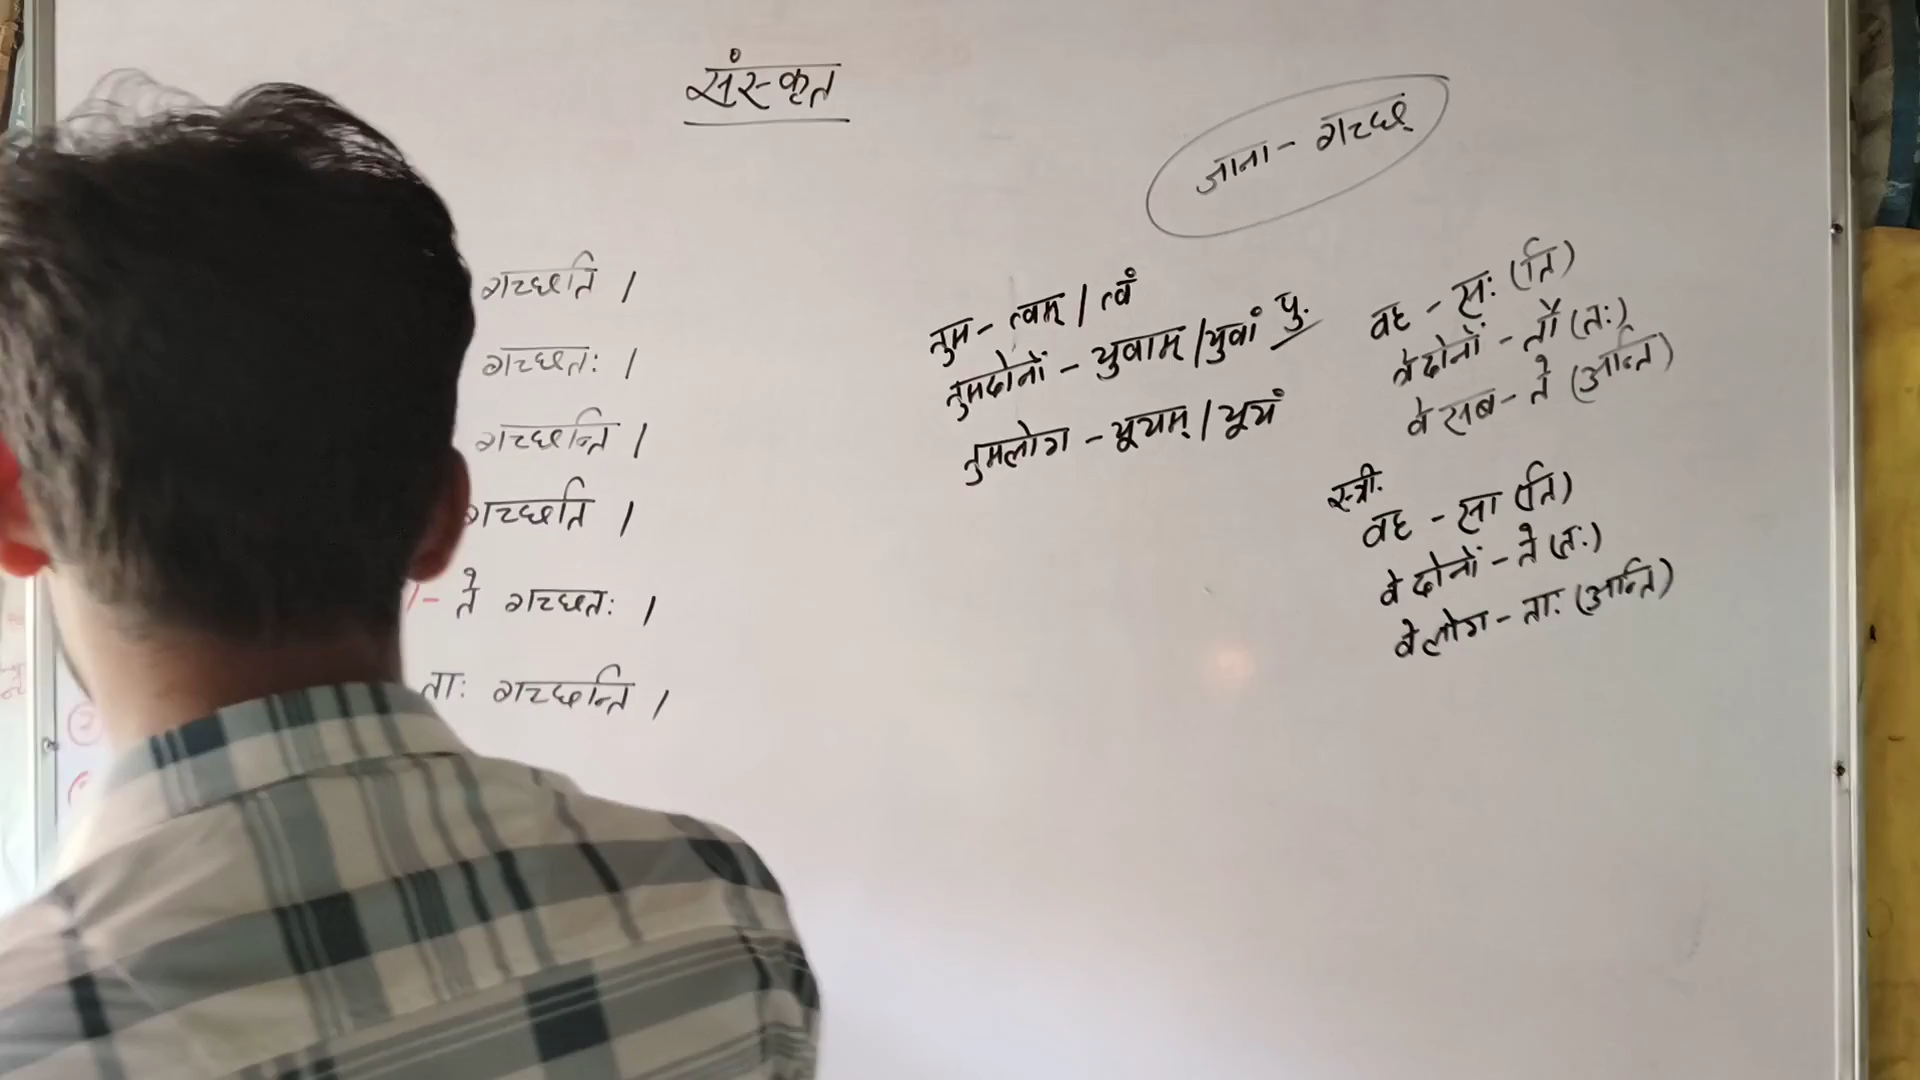 संस्कृत
जाना - गच्छ्
गच्छति ।
गच्छतः ।
गच्छन्ति ।
गच्छति ।
- ते गच्छतः ।
ताः गच्छन्ति ।
तुम - त्वम् / त्वं
तुमदोनों - युवाम् / युवां
तुमलोग - यूयम् / यूयं
पु.
वह - सः (ति)
वे दोनों - तौ (तः)
वे सब - ते (अन्ति)
स्त्री.
वह - सा (ति)
वे दोनों - ते (तः)
वे लोग - ताः (अन्ति)